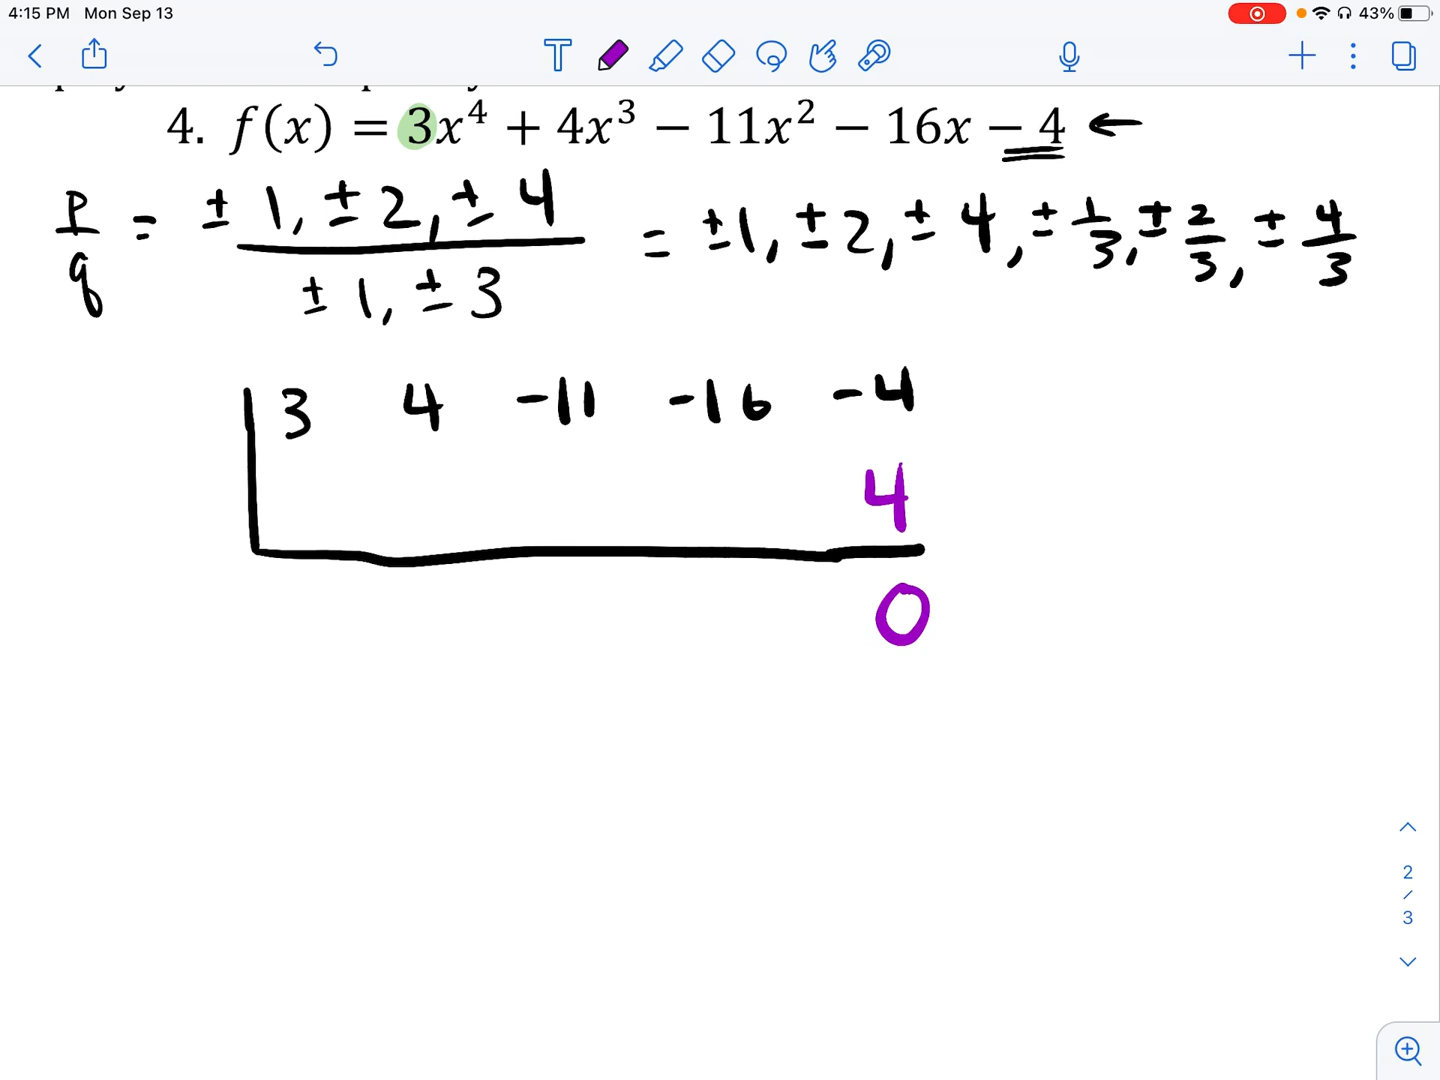 4:15 PM Mon Sep 13 43%
T
4. f(x) = 3x⁴ + 4x³ − 11x² − 16x − 4 ←
p/q = ± 1, ± 2, ± 4 / ± 1, ± 3 = ±1, ± 2, ± 4, ± 1/3, ± 2/3, ± 4/3
3 4 -11 -16 -4
4
0
2
/
3